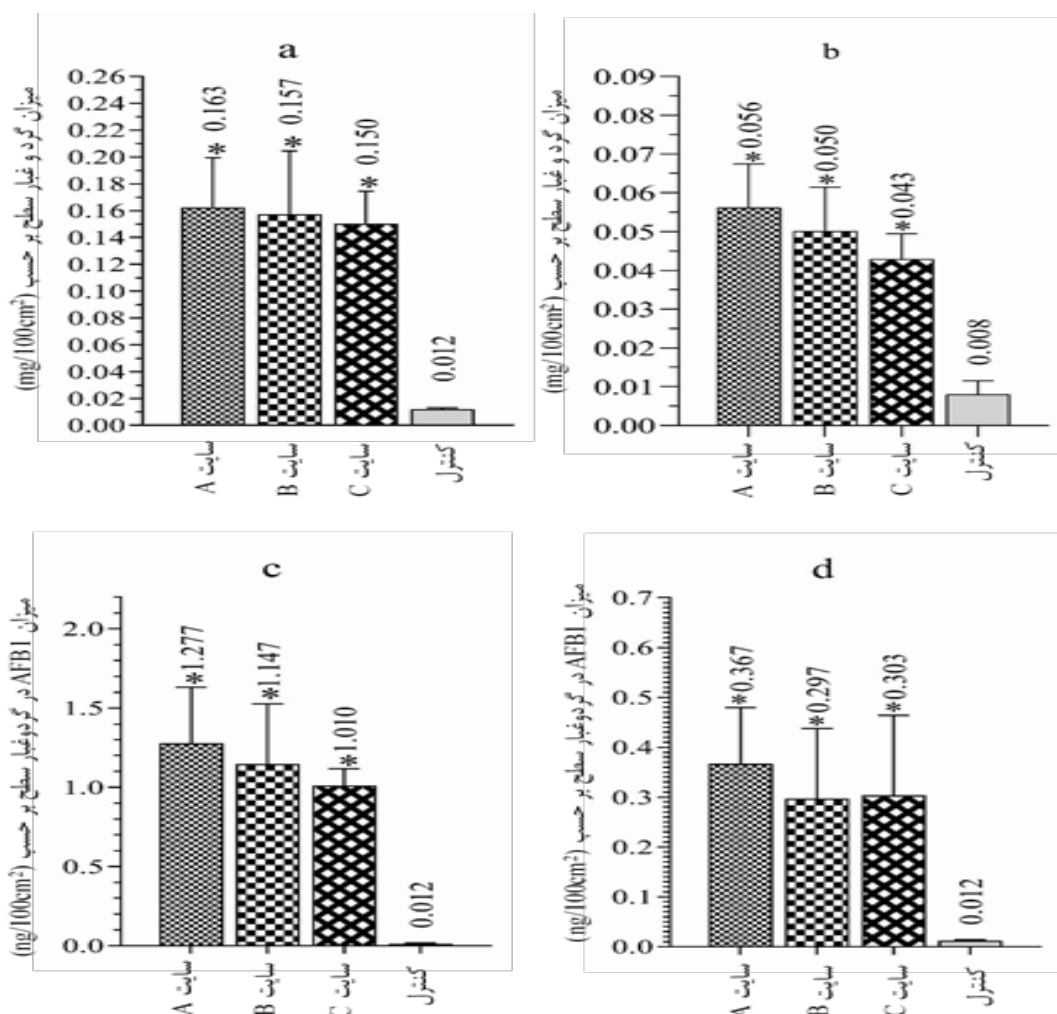 a
میزان گرد و غبار سطح بر حسب (mg/100cm²)
0.26
0.24
0.22
0.20
0.18
0.16
0.14
0.12
0.10
0.08
0.06
0.04
0.02
0.00
* 0.163
* 0.157
* 0.150
0.012
سایت A
سایت B
سایت C
کنترل
b
میزان گرد و غبار سطح بر حسب (mg/100cm²)
0.09
0.08
0.07
0.06
0.05
0.04
0.03
0.02
0.01
0.00
*0.056
*0.050
*0.043
0.008
سایت A
سایت B
سایت C
کنترل
c
میزان AFB1 در گردوغبار سطح بر حسب (ng/100cm²)
2.0
1.5
1.0
0.5
0.0
*1.277
*1.147
*1.010
0.012
سایت A
سایت B
سایت C
کنترل
d
میزان AFB1 در گردوغبار سطح بر حسب (ng/100cm²)
0.7
0.6
0.5
0.4
0.3
0.2
0.1
0.0
*0.367
*0.297
*0.303
0.012
سایت A
سایت B
سایت C
کنترل